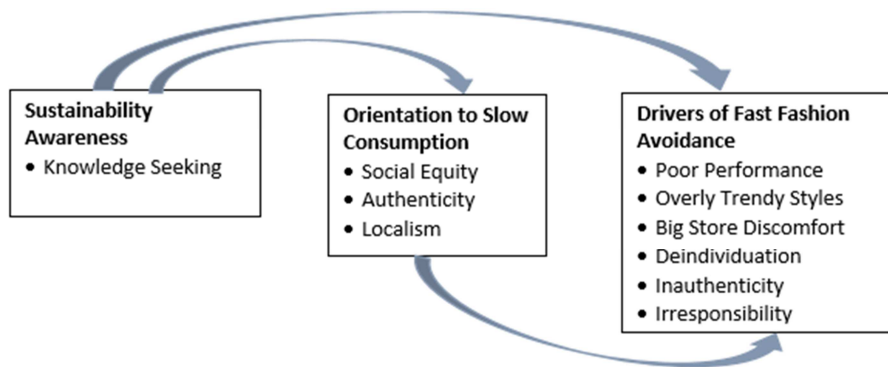 Sustainability
Awareness
• Knowledge Seeking
Orientation to Slow
Consumption
• Social Equity
• Authenticity
• Localism
Drivers of Fast Fashion
Avoidance
• Poor Performance
• Overly Trendy Styles
• Big Store Discomfort
• Deindividuation
• Inauthenticity
• Irresponsibility